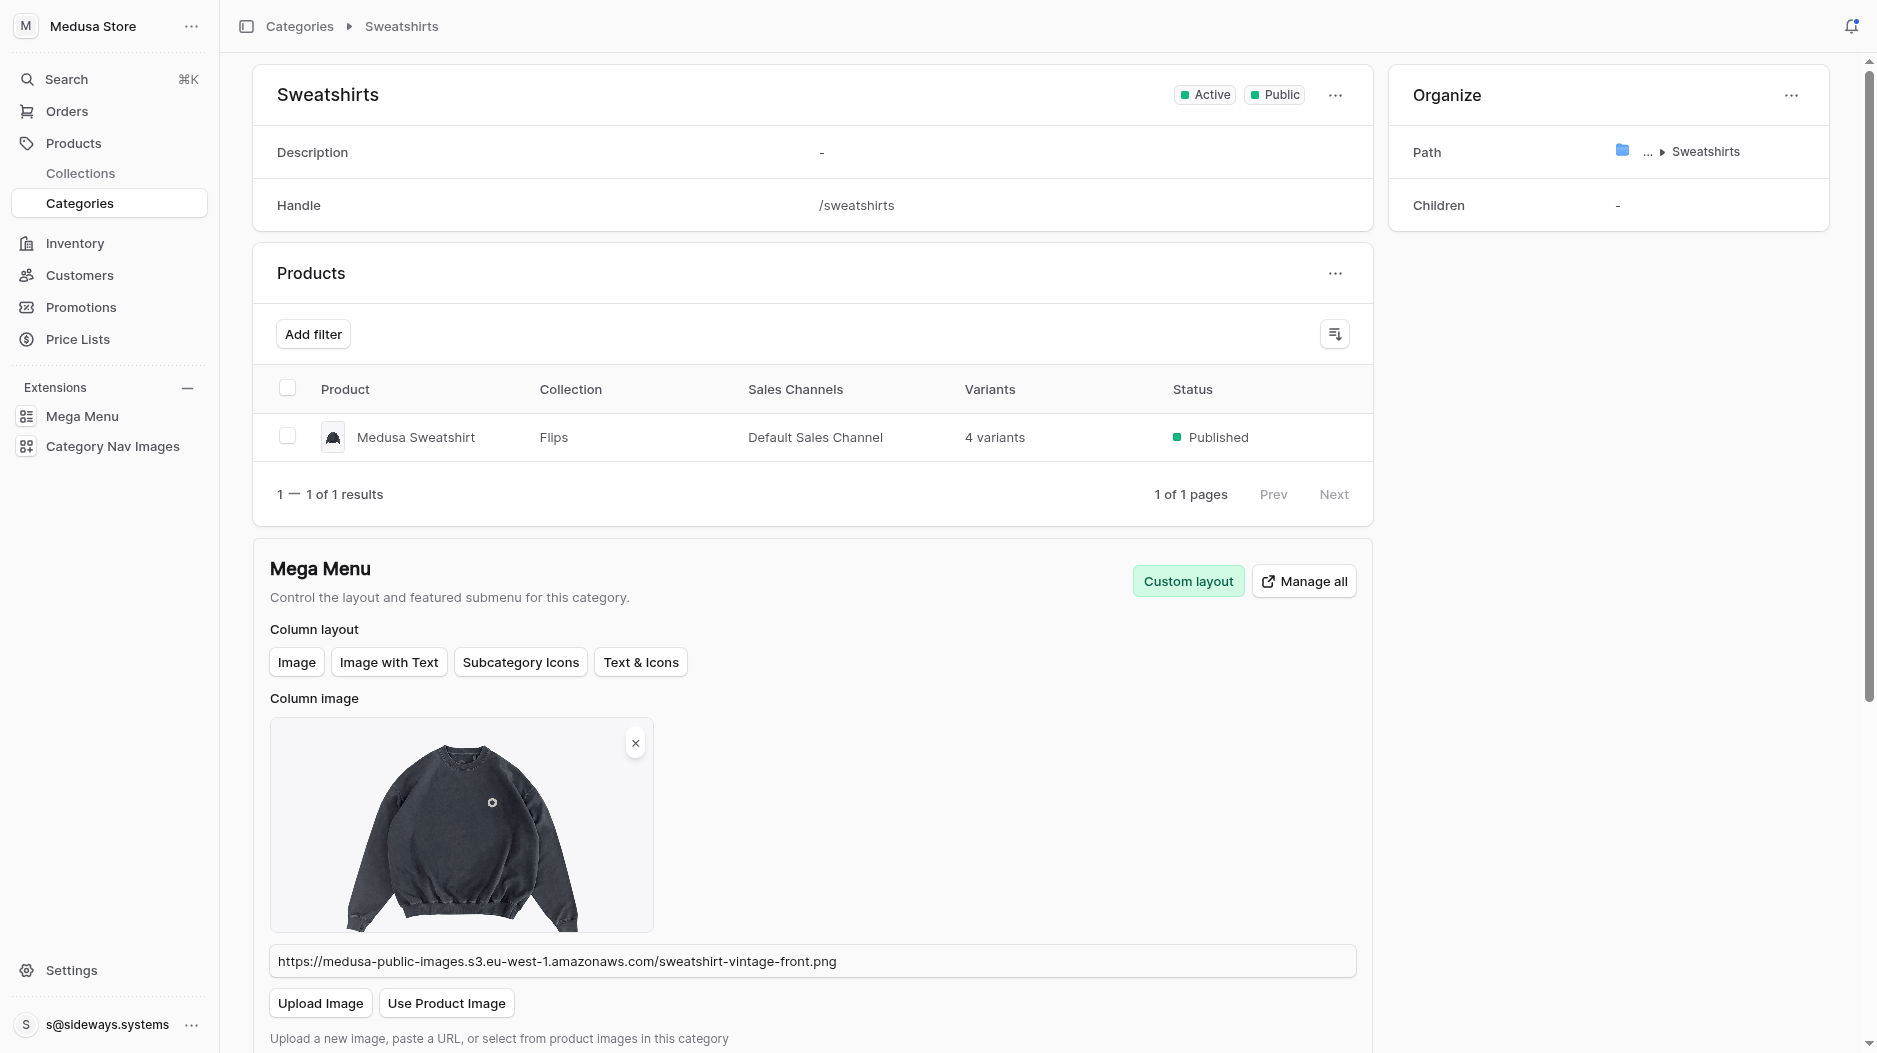 M Medusa Store
Search ⌘K
Orders
Products
Collections
Categories
Inventory
Customers
Promotions
Price Lists
Extensions
Mega Menu
Category Nav Images
Settings
S s@sideways.systems
Categories Sweatshirts
Sweatshirts Active Public
Description -
Handle /sweatshirts
Organize
Path ... Sweatshirts
Children -
Products
Add filter
Product Collection Sales Channels Variants Status
Medusa Sweatshirt Flips Default Sales Channel 4 variants Published
1 — 1 of 1 results 1 of 1 pages Prev Next
Mega Menu
Control the layout and featured submenu for this category.
Custom layout Manage all
Column layout
Image Image with Text Subcategory Icons Text & Icons
Column image
https://medusa-public-images.s3.eu-west-1.amazonaws.com/sweatshirt-vintage-front.png
Upload Image Use Product Image
Upload a new image, paste a URL, or select from product images in this category